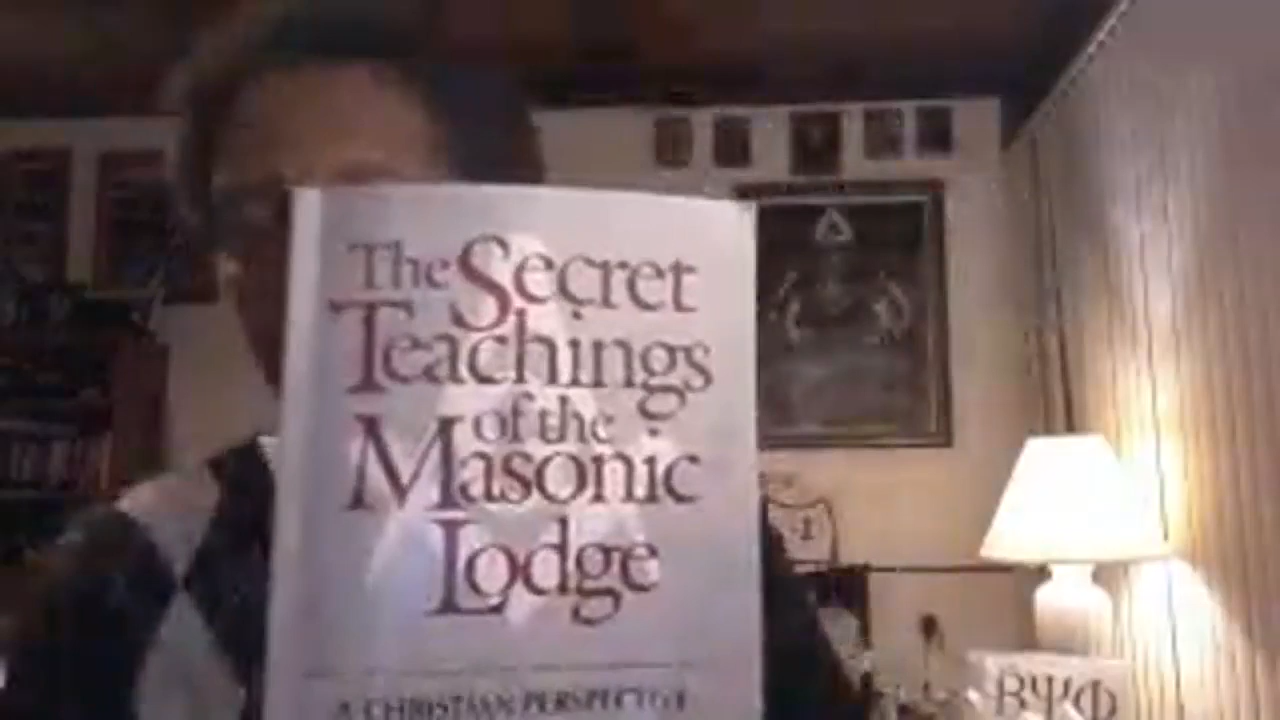 The Secret
Teachings
of the
Masonic
Lodge
A CHRISTIAN PERSPECTIVE
ΒΨΦ